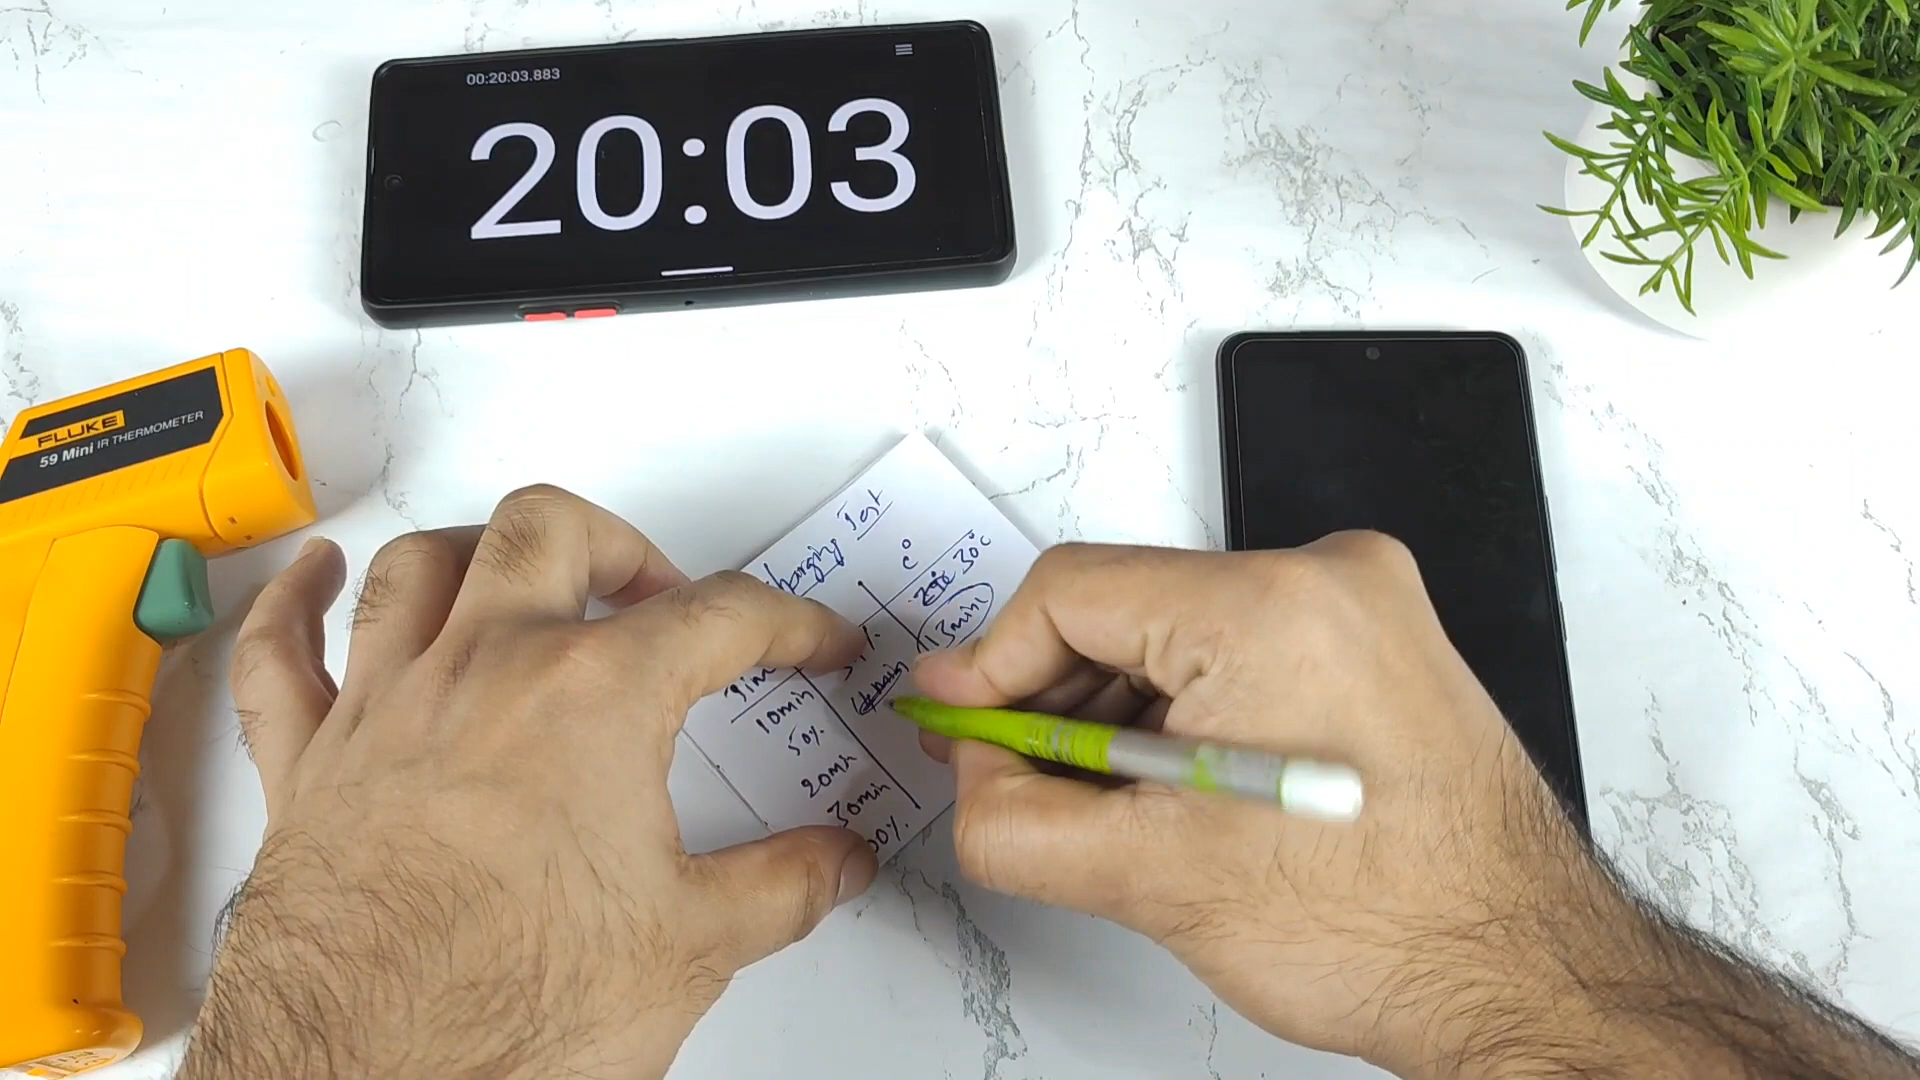 00:20:03.883
20:03
FLUKE
59 Mini IR THERMOMETER
Charging Test
C°
30°C
13min
10min
50%
20min
30min